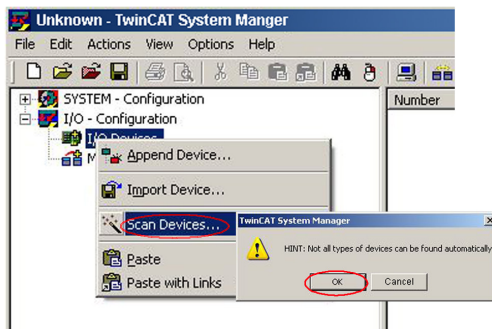 Unknown - TwinCAT System Manger
File Edit Actions View Options Help
SYSTEM - Configuration
Number
I/O - Configuration
I/O Devices
M
Append Device...
Import Device...
Scan Devices...
Paste
Paste with Links
TwinCAT System Manager
HINT: Not all types of devices can be found automatically
OK Cancel